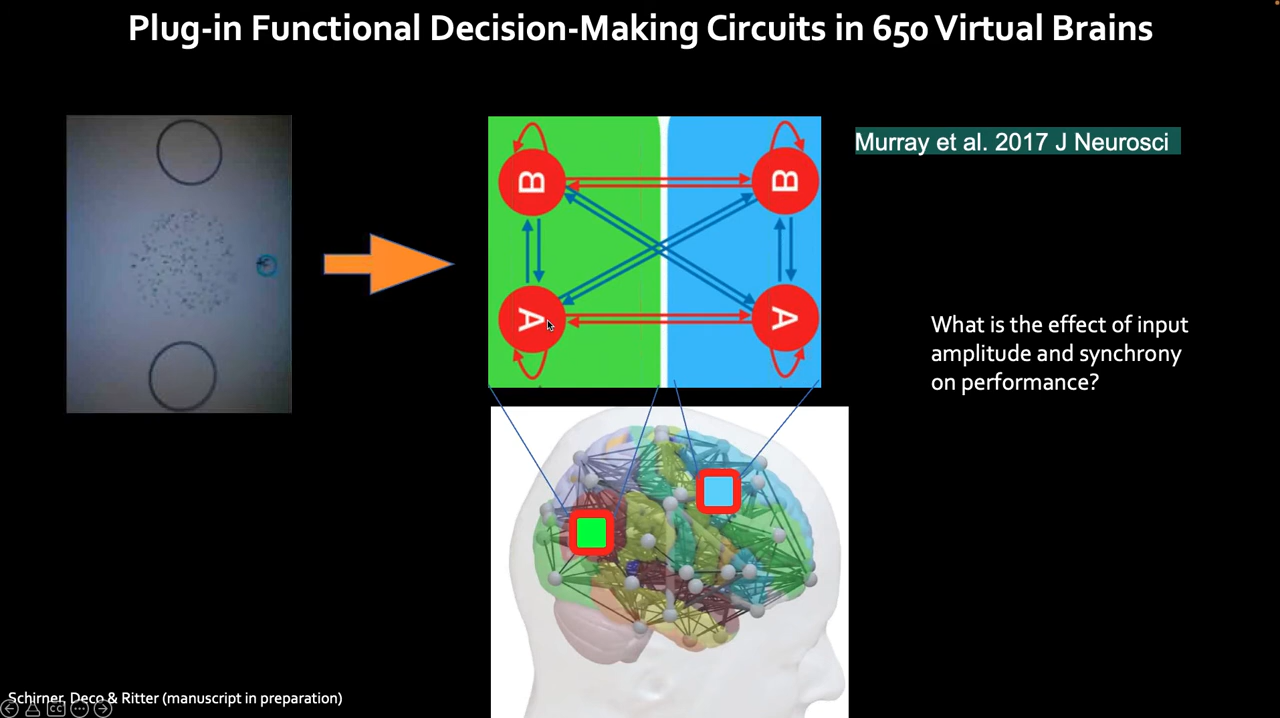 Plug-in Functional Decision-Making Circuits in 650 Virtual Brains
B
B
A
A
Murray et al. 2017 J Neurosci
What is the effect of input
amplitude and synchrony
on performance?
Schirner, Deco & Ritter (manuscript in preparation)
CC